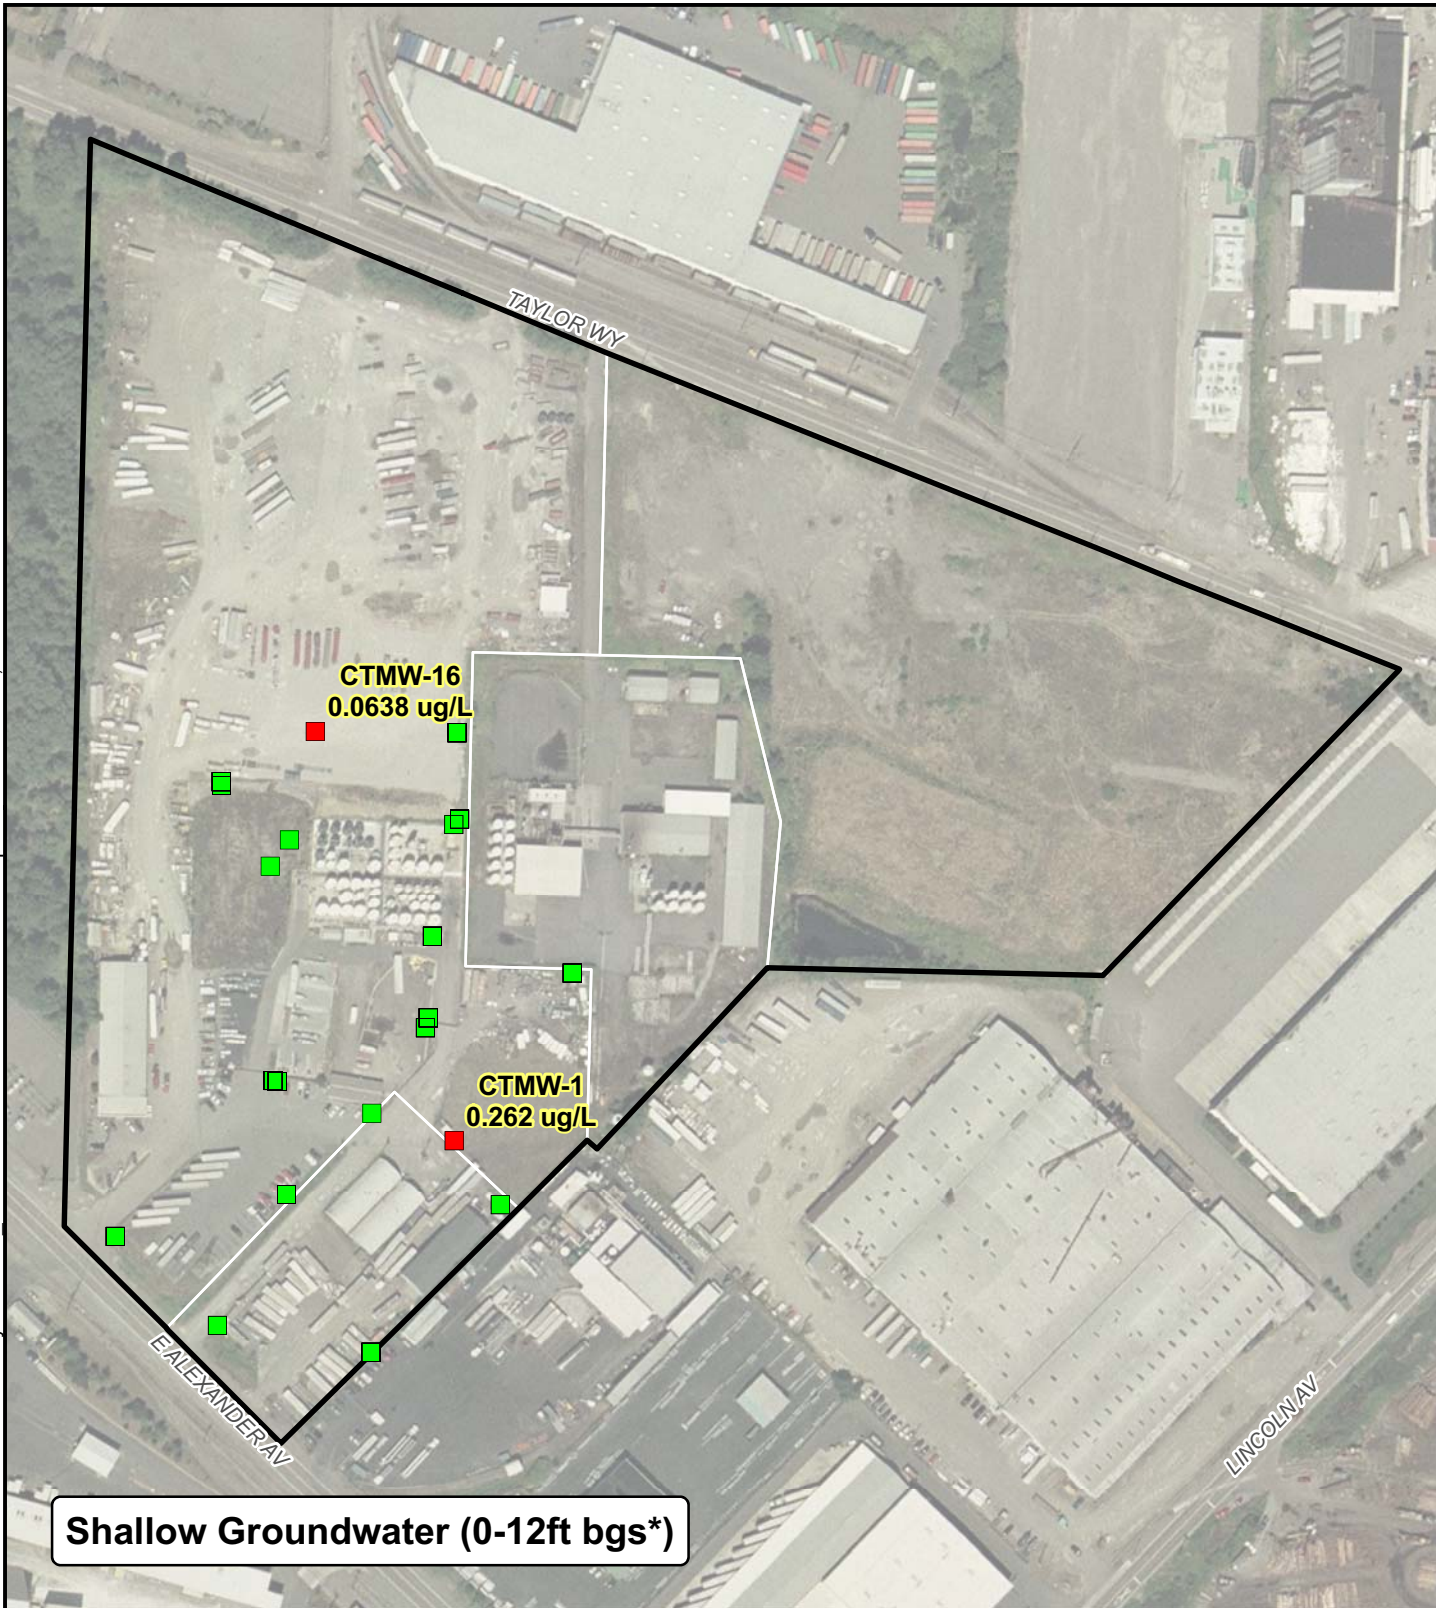 TAYLOR WY
CTMW-16
0.0638 ug/L
CTMW-1
0.262 ug/L
E ALEXANDER AV
LINCOLN AV
Shallow Groundwater (0-12ft bgs*)